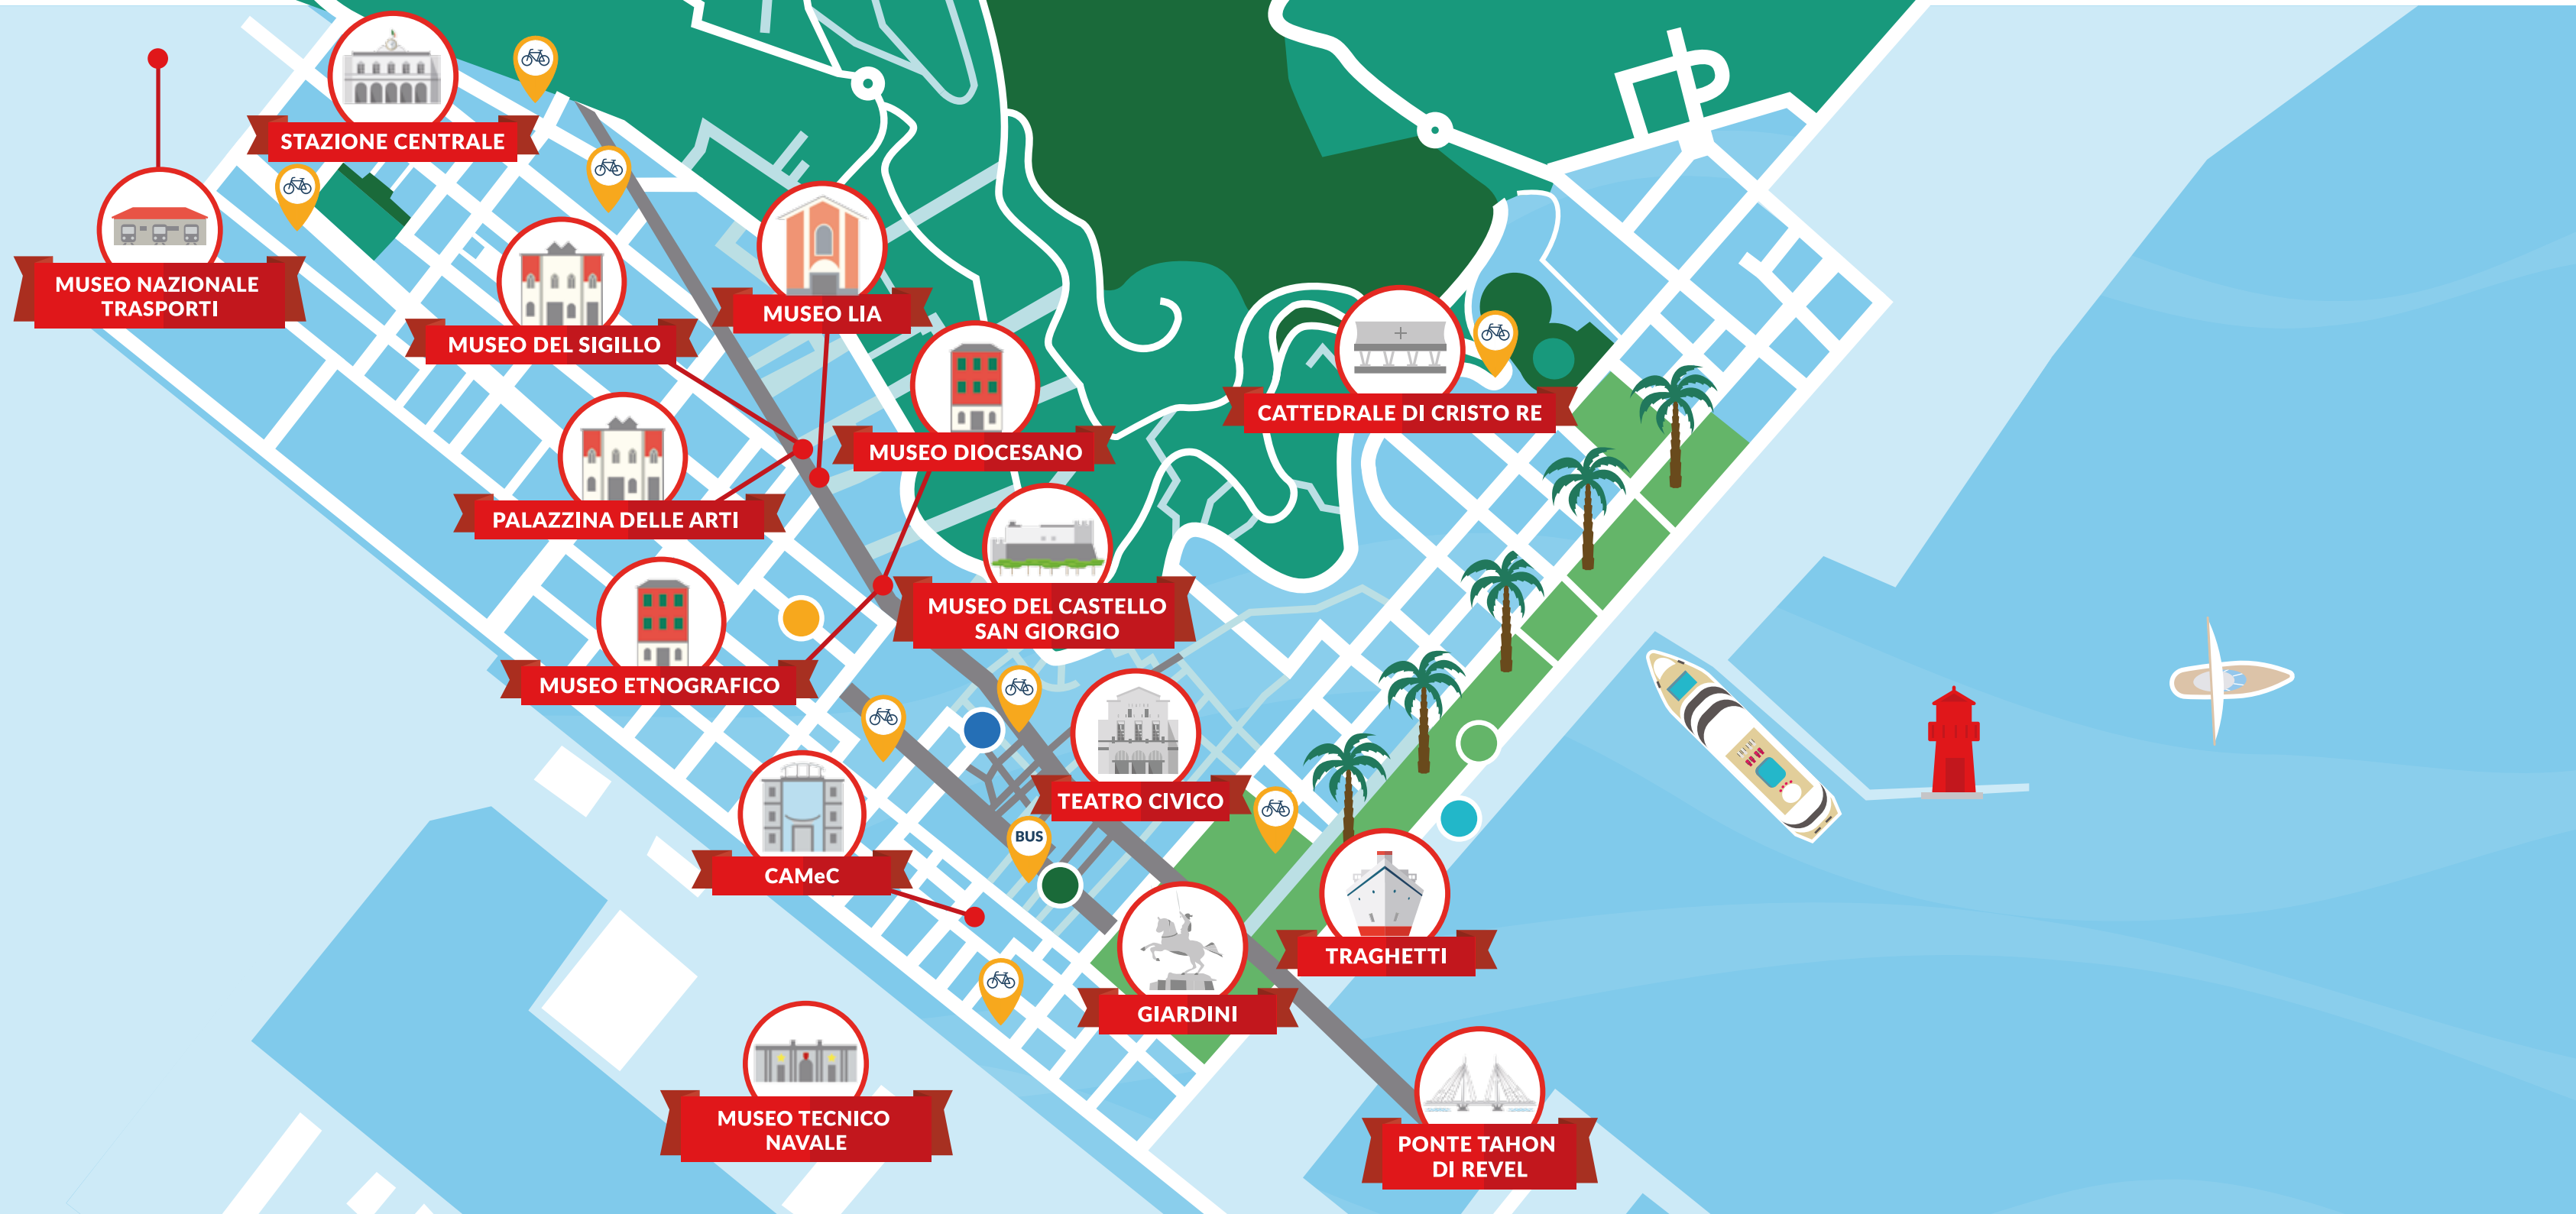 STAZIONE CENTRALE
MUSEO NAZIONALE
TRASPORTI
MUSEO LIA
MUSEO DEL SIGILLO
CATTEDRALE DI CRISTO RE
MUSEO DIOCESANO
PALAZZINA DELLE ARTI
MUSEO DEL CASTELLO
SAN GIORGIO
MUSEO ETNOGRAFICO
TEATRO CIVICO
BUS
CAMeC
TRAGHETTI
GIARDINI
MUSEO TECNICO
NAVALE
PONTE TAHON
DI REVEL